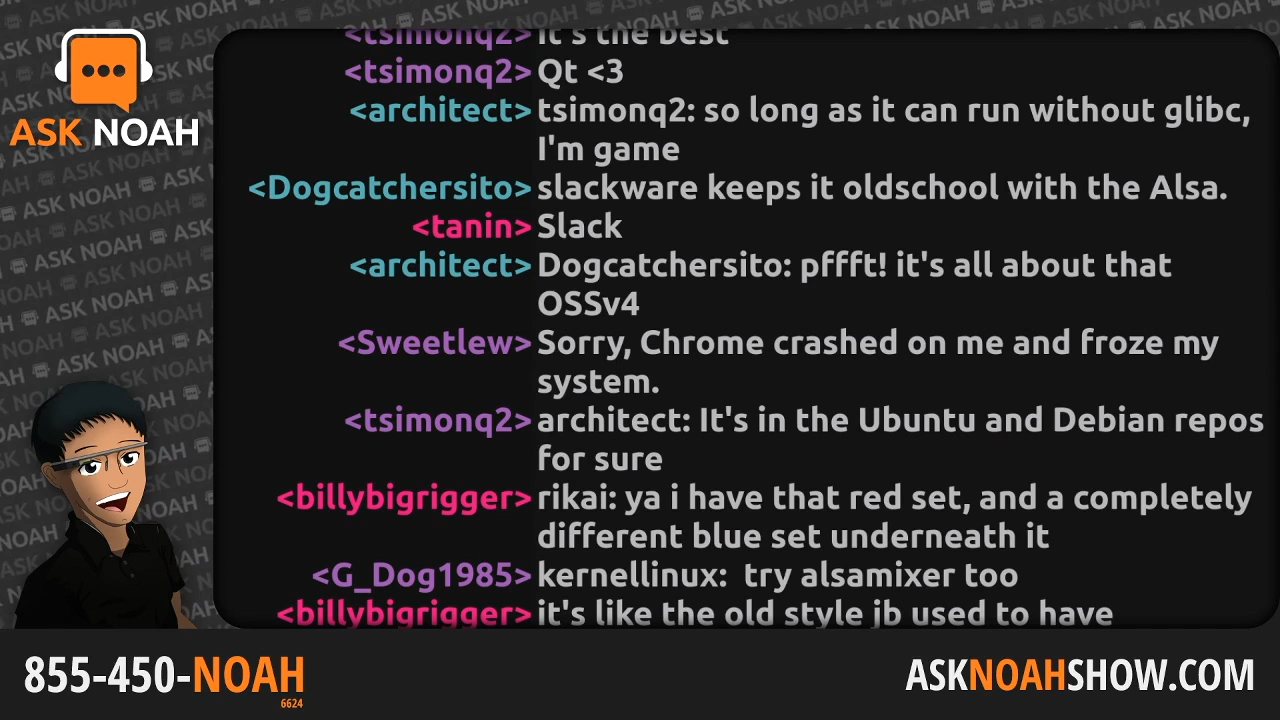 ASK NOAH
<tsimonq2> it's the best
<tsimonq2> Qt <3
<architect> tsimonq2: so long as it can run without glibc,
I'm game
<Dogcatchersito> slackware keeps it oldschool with the Alsa.
<tanin> Slack
<architect> Dogcatchersito: pffft! it's all about that
OSSv4
<Sweetlew> Sorry, Chrome crashed on me and froze my
system.
<tsimonq2> architect: It's in the Ubuntu and Debian repos
for sure
<billybigrigger> rikai: ya i have that red set, and a completely
different blue set underneath it
<G_Dog1985> kernellinux:  try alsamixer too
<billybigrigger> it's like the old style jb used to have
855-450-NOAH
6624
ASKNOAHSHOW.COM